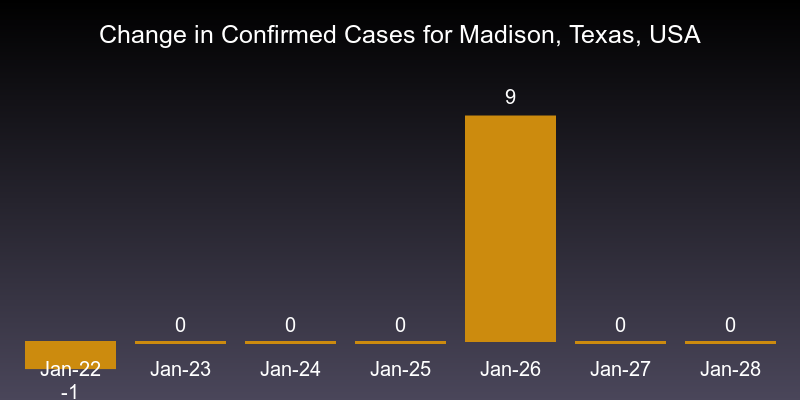 Change in Confirmed Cases for Madison, Texas, USA
9
0 0 0 0 0
Jan-22 Jan-23 Jan-24 Jan-25 Jan-26 Jan-27 Jan-28
-1